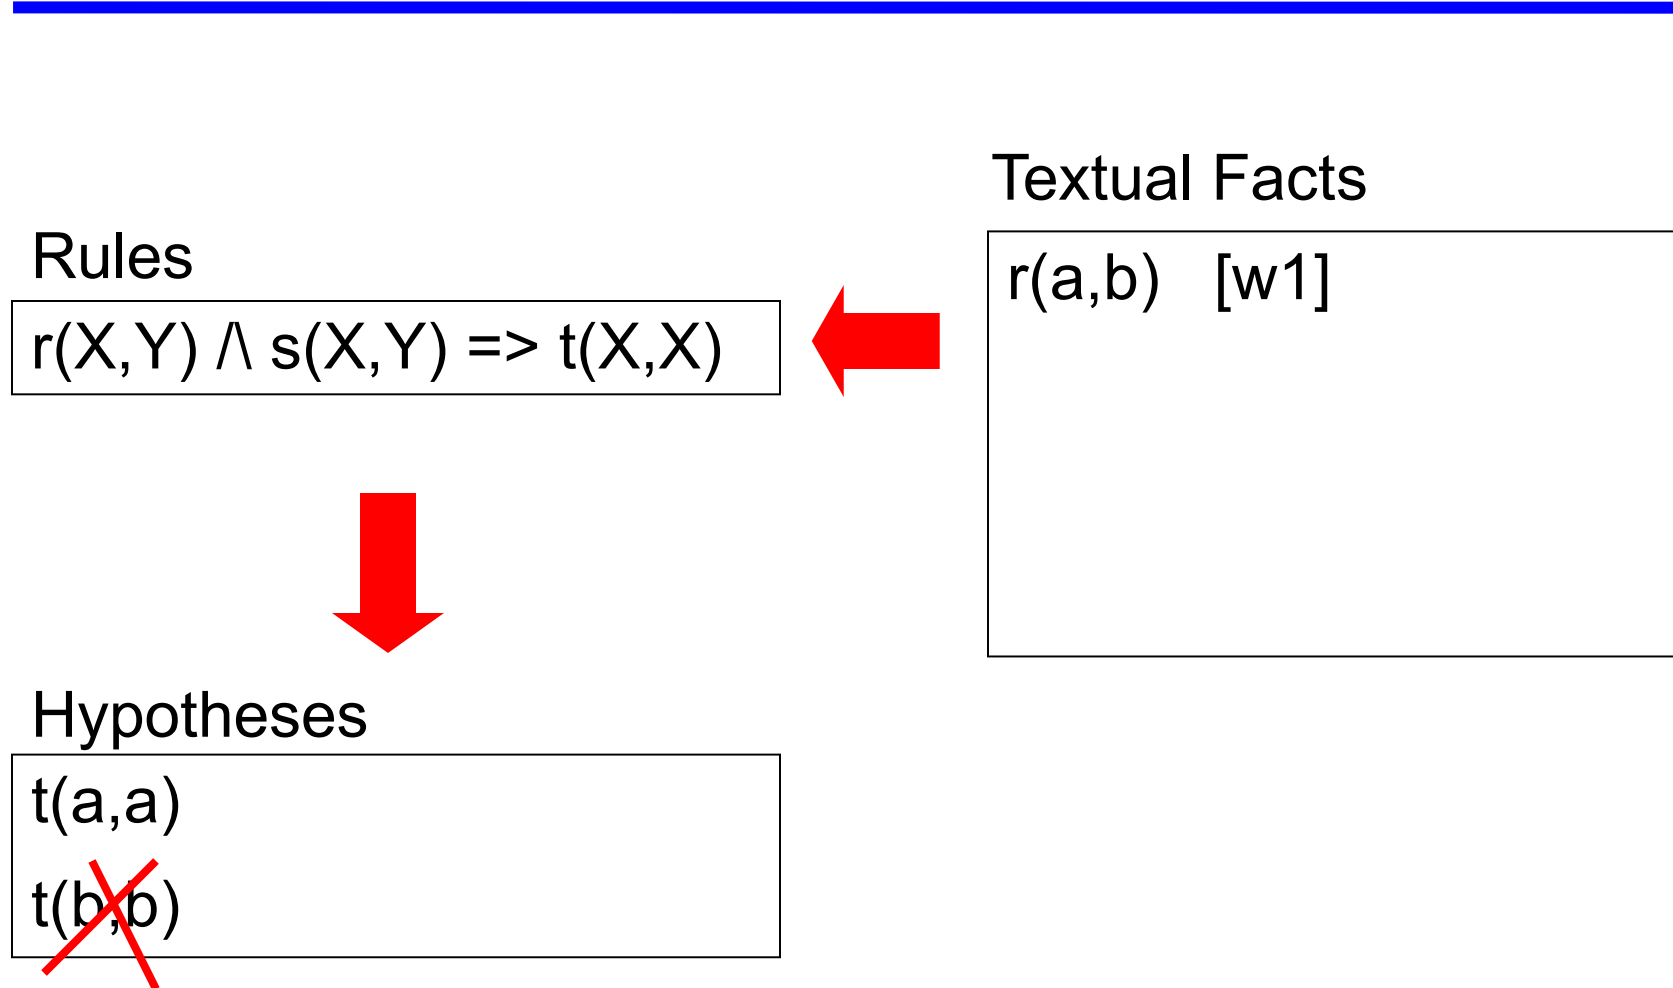 Textual Facts
r(a,b) [w1]
Rules
r(X,Y) /\ s(X,Y) => t(X,X)
Hypotheses
t(a,a)
t(b,b)